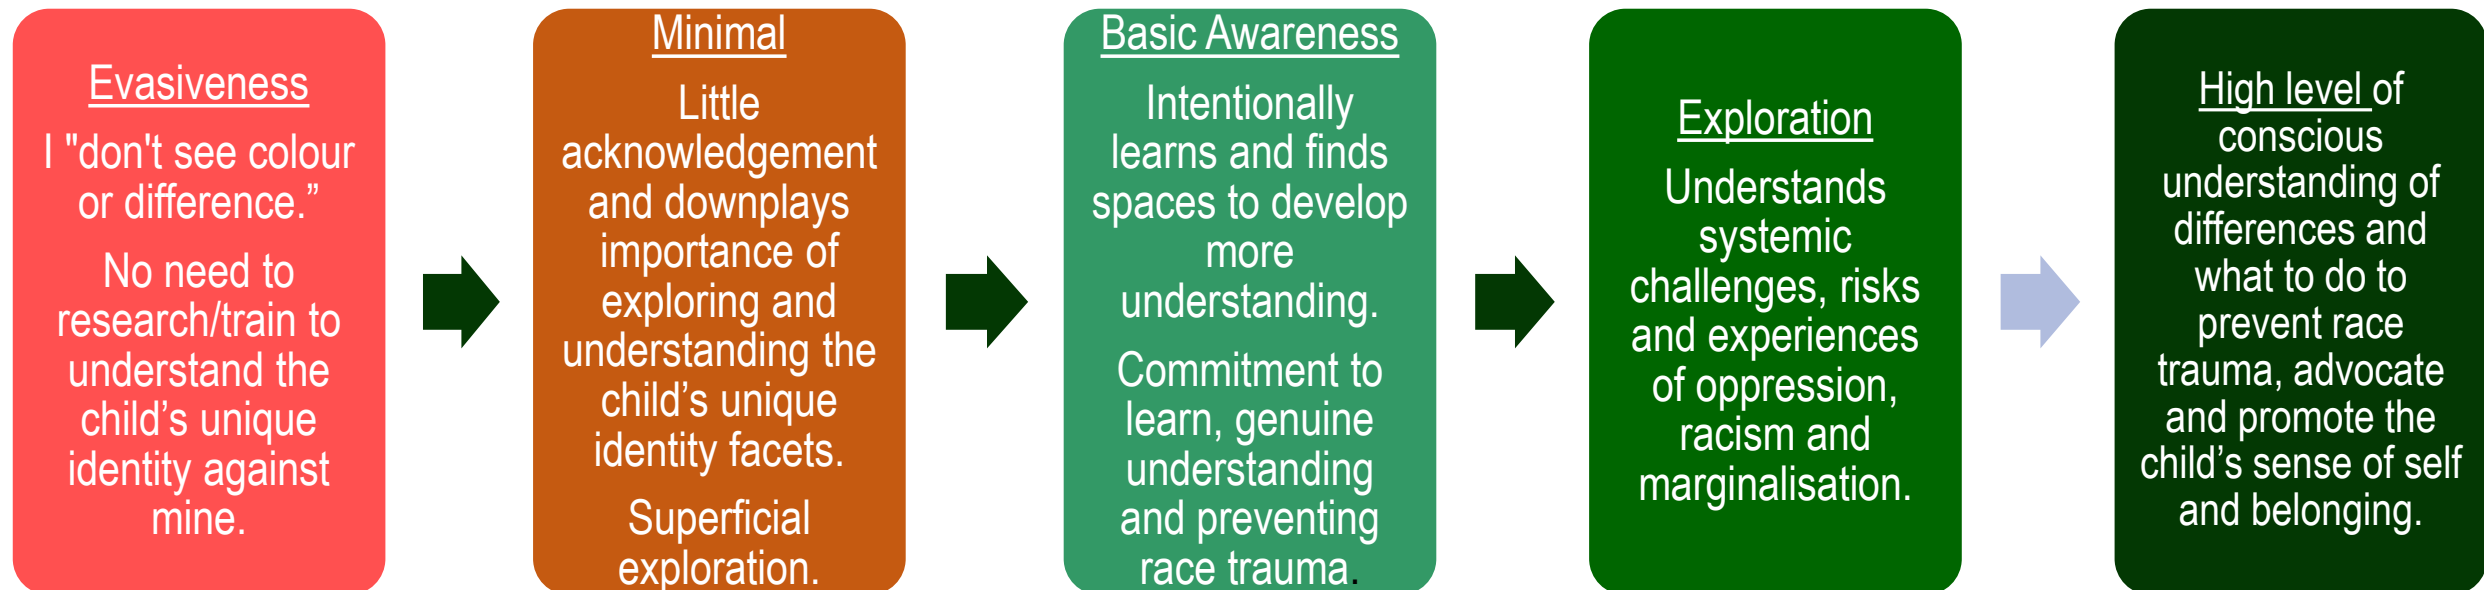 Evasiveness
I "don't see colour
or difference.”
No need to
research/train to
understand the
child’s unique
identity against
mine.
Minimal
Little
acknowledgement
and downplays
importance of
exploring and
understanding the
child’s unique
identity facets.
Superficial
exploration.
Basic Awareness
Intentionally
learns and finds
spaces to develop
more
understanding.
Commitment to
learn, genuine
understanding
and preventing
race trauma.
Exploration
Understands
systemic
challenges, risks
and experiences
of oppression,
racism and
marginalisation.
High level of
conscious
understanding of
differences and
what to do to
prevent race
trauma, advocate
and promote the
child’s sense of self
and belonging.